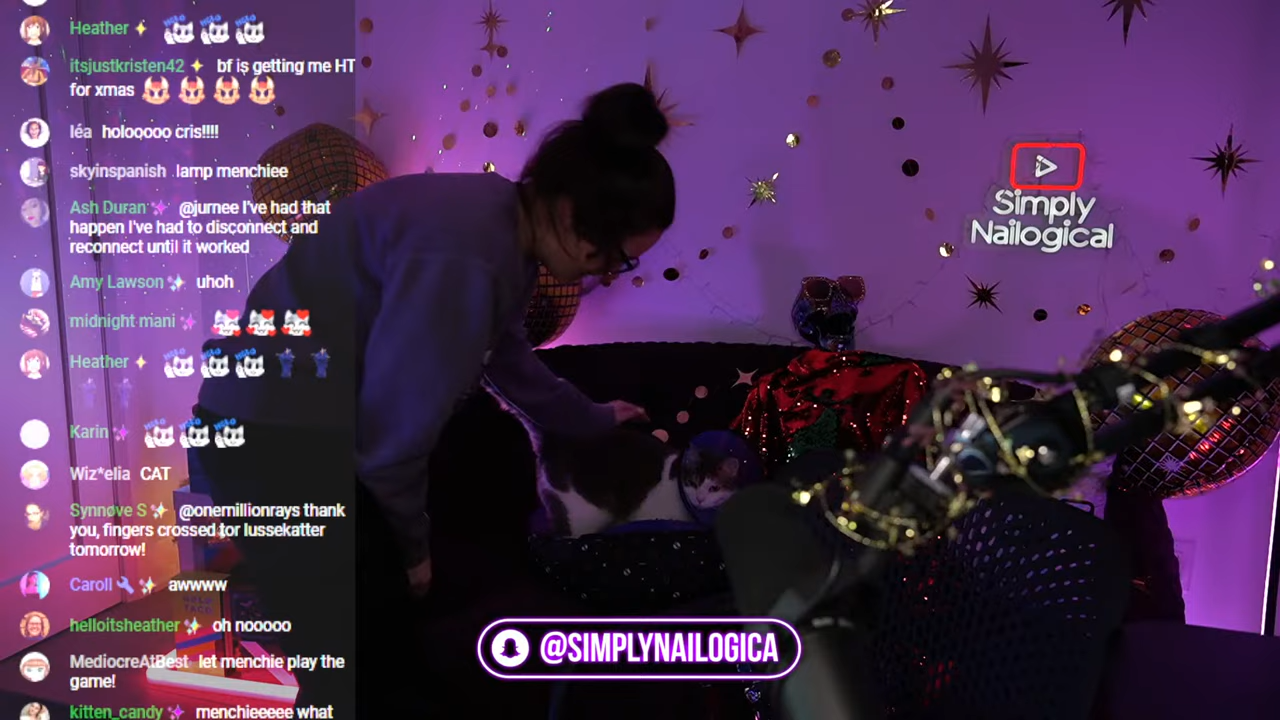 Heather
itsjustkristen42 bf is getting me HT
for xmas
léa holooooo cris!!!!
skyinspanish lamp menchiee
Ash Duran @jurnee I've had that
happen I've had to disconnect and
reconnect until it worked
Amy Lawson uhoh
midnight mani
Heather
Karin
Wiz*elia CAT
Synnøve S @onemillionrays thank
you, fingers crossed for lussekatter
tomorrow!
Caroll awwww
helloitsheather oh nooooo
MediocreAtBest let menchie play the
game!
kitten_candy menchieeeee what
Simply
Nailogical
@SIMPLYNAILOGICA